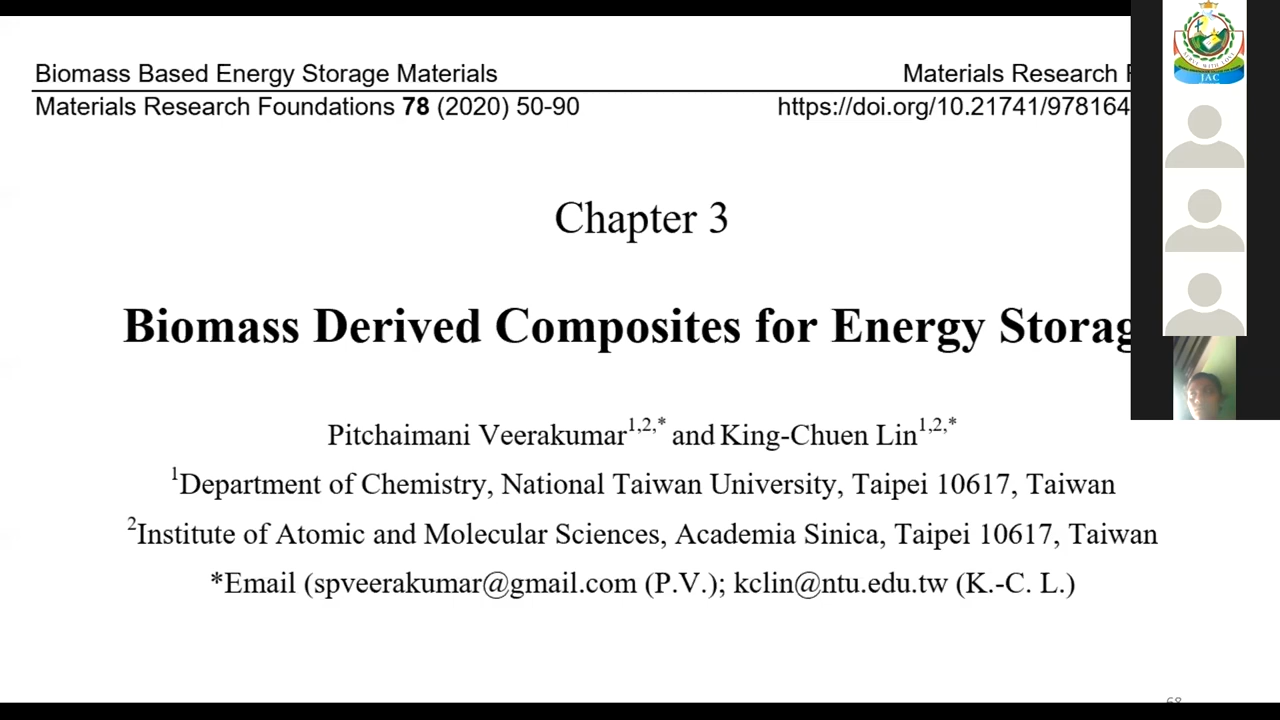 Biomass Based Energy Storage Materials
Materials Research
Materials Research Foundations 78 (2020) 50-90
https://doi.org/10.21741/978164
Chapter 3
Biomass Derived Composites for Energy Storag
Pitchaimani Veerakumar1,2,* and King-Chuen Lin1,2,*
1Department of Chemistry, National Taiwan University, Taipei 10617, Taiwan
2Institute of Atomic and Molecular Sciences, Academia Sinica, Taipei 10617, Taiwan
*Email (spveerakumar@gmail.com (P.V.); kclin@ntu.edu.tw (K.-C. L.)
JAC